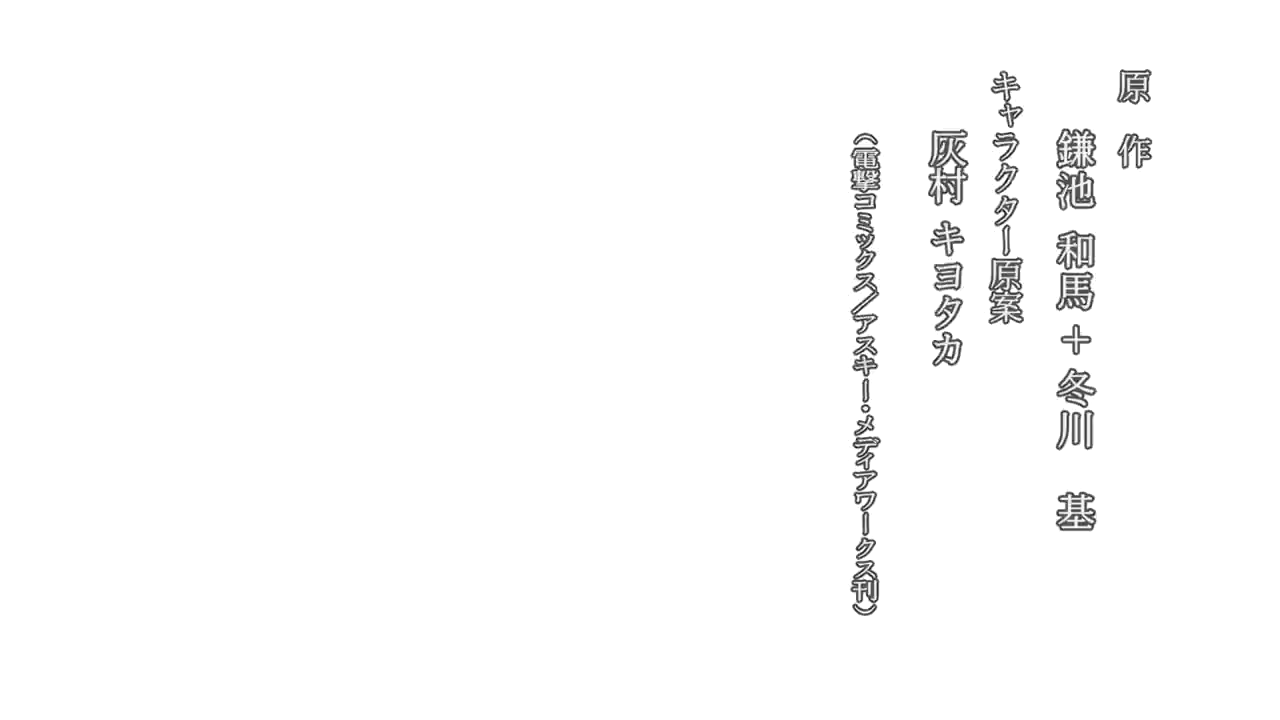 原 作
鎌池 和馬＋冬川 基
キャラクター原案
灰村 キヨタカ
（電撃コミックス／アスキー・メディアワークス刊）